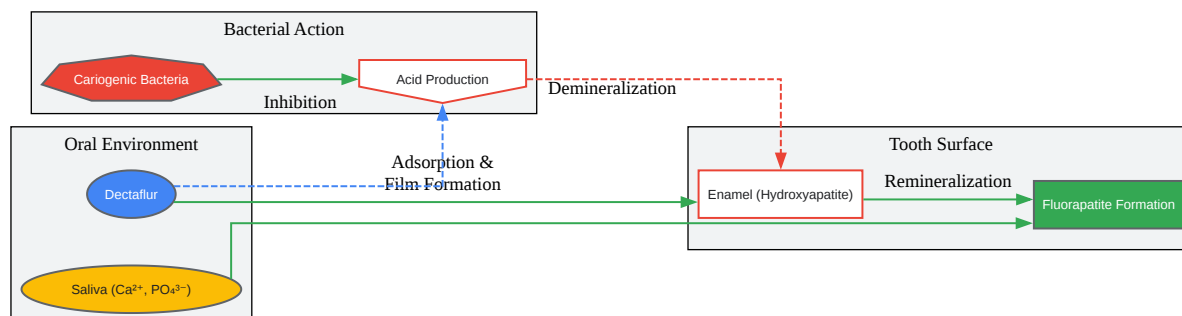 Bacterial Action
Cariogenic Bacteria
Acid Production
Inhibition
Demineralization
Oral Environment
Dectaflur
Adsorption &
Film Formation
Tooth Surface
Enamel (Hydroxyapatite)
Remineralization
Fluorapatite Formation
Saliva (Ca²⁺, PO₄³⁻)